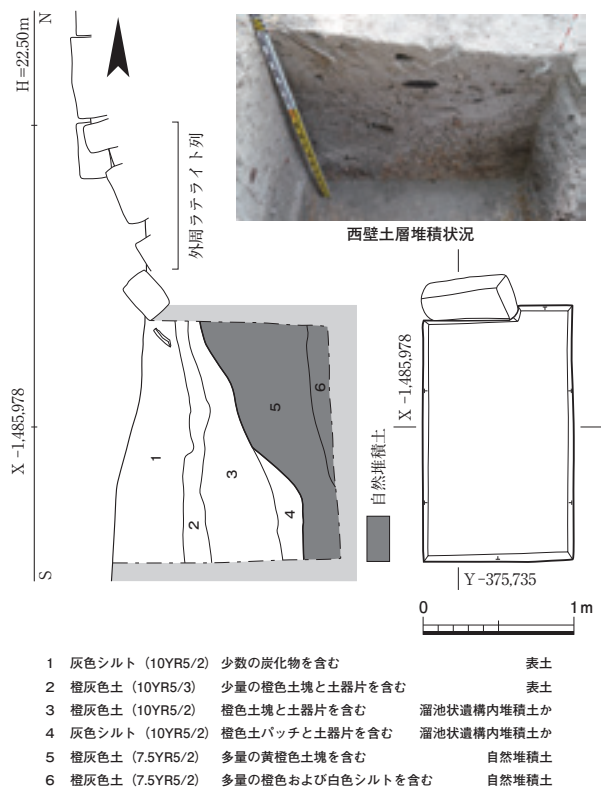 N
H=22.50m
外周ラテライト列
西壁土層堆積状況
X -1,485,978
X -1,485,978
1
2
3
4
5
6
自然堆積土
S
Y -375,735
0 1m
1 灰色シルト（10YR5/2） 少数の炭化物を含む 表土
2 橙灰色土（10YR5/3） 少量の橙色土塊と土器片を含む 表土
3 橙灰色土（10YR5/2） 橙色土塊と土器片を含む 溜池状遺構内堆積土か
4 灰色シルト（10YR5/2） 橙色土パッチと土器片を含む 溜池状遺構内堆積土か
5 橙灰色土（7.5YR5/2） 多量の黄橙色土塊を含む 自然堆積土
6 橙灰色土（7.5YR5/2） 多量の橙色および白色シルトを含む 自然堆積土